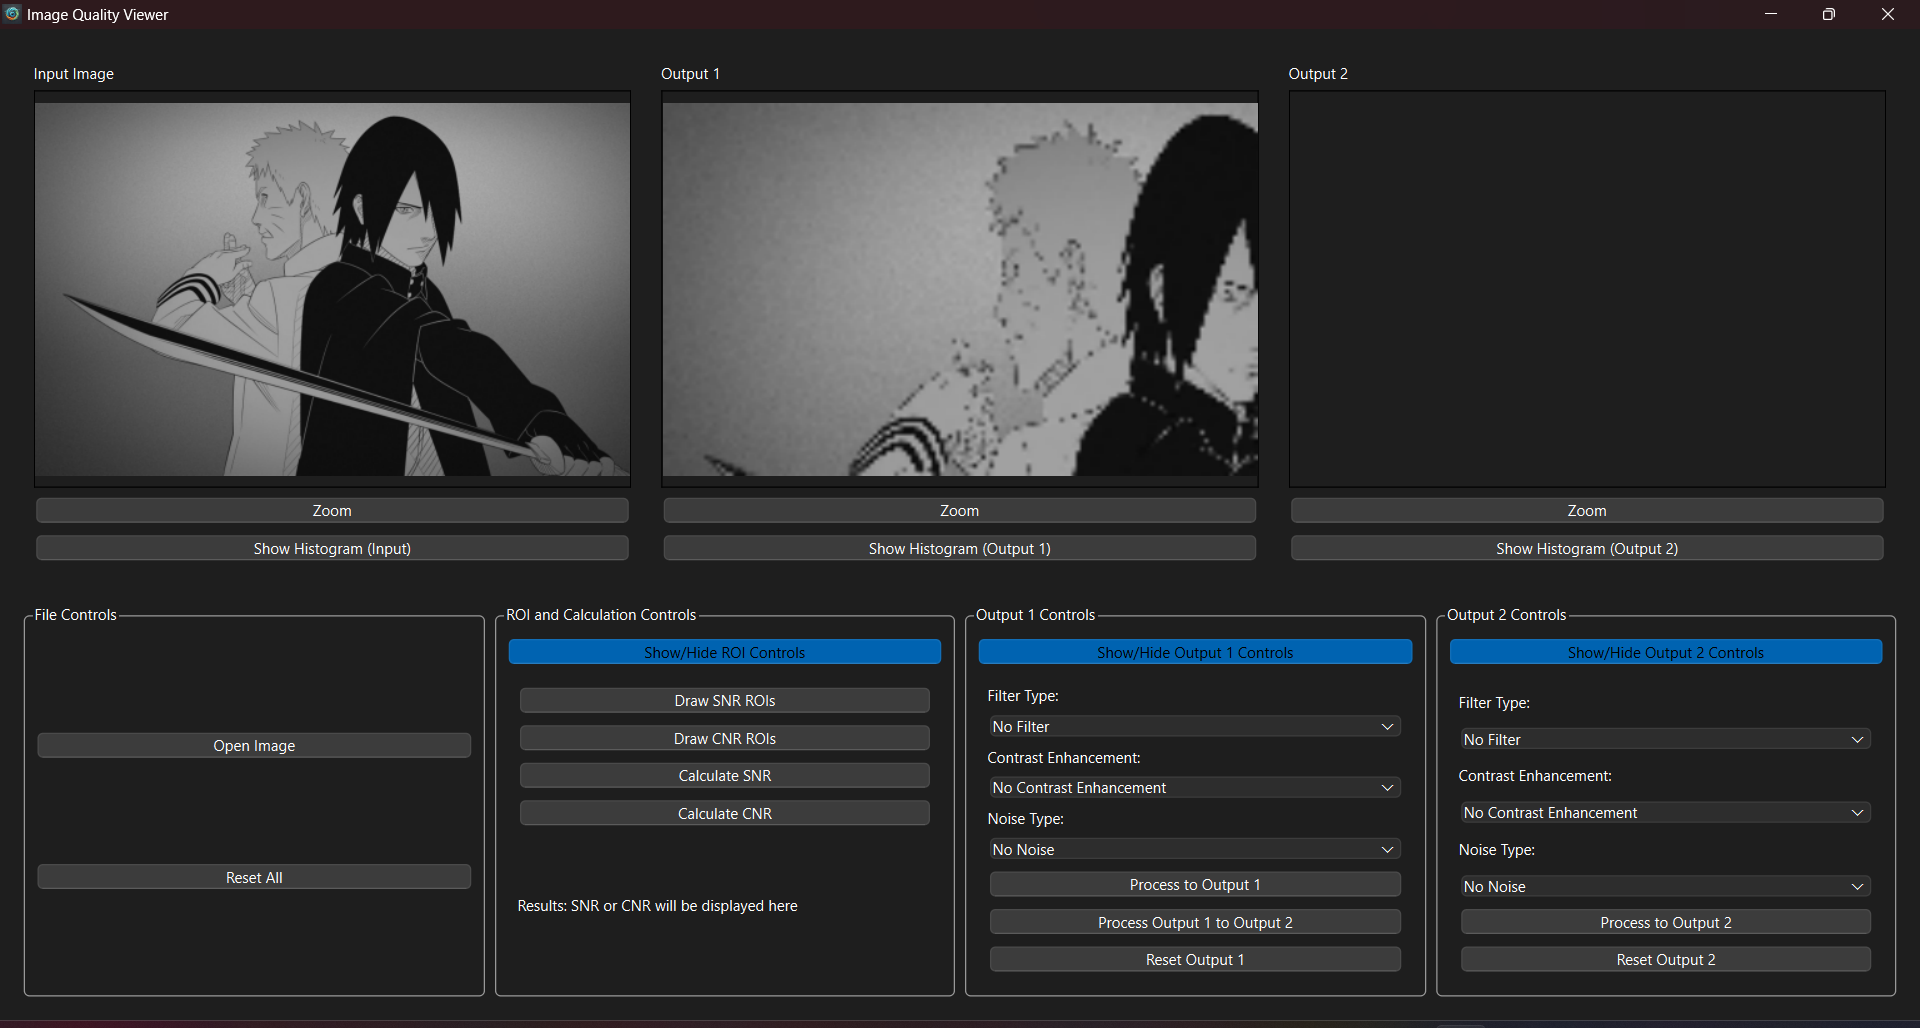 Image Quality Viewer
Input Image
Output 1
Output 2
Zoom
Zoom
Zoom
Show Histogram (Input)
Show Histogram (Output 1)
Show Histogram (Output 2)
File Controls
Open Image
Reset All
ROI and Calculation Controls
Show/Hide ROI Controls
Draw SNR ROIs
Draw CNR ROIs
Calculate SNR
Calculate CNR
Results: SNR or CNR will be displayed here
Output 1 Controls
Show/Hide Output 1 Controls
Filter Type:
No Filter
Contrast Enhancement:
No Contrast Enhancement
Noise Type:
No Noise
Process to Output 1
Process Output 1 to Output 2
Reset Output 1
Output 2 Controls
Show/Hide Output 2 Controls
Filter Type:
No Filter
Contrast Enhancement:
No Contrast Enhancement
Noise Type:
No Noise
Process to Output 2
Reset Output 2